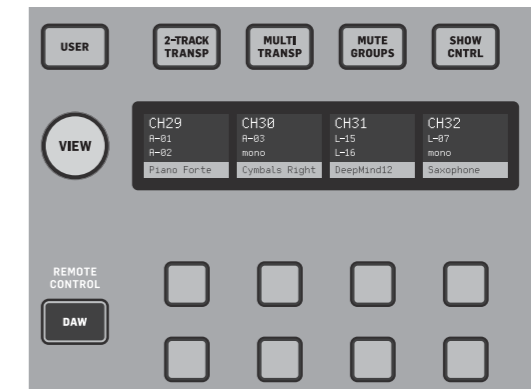 USER
2-TRACK
TRANSP
MULTI
TRANSP
MUTE
GROUPS
SHOW
CNTRL
VIEW
CH29
A-01
A-02
Piano Forte
CH30
A-03
mono
Cymbals Right
CH31
L-15
L-16
DeepMind12
CH32
L-07
mono
Saxophone
REMOTE
CONTROL
DAW